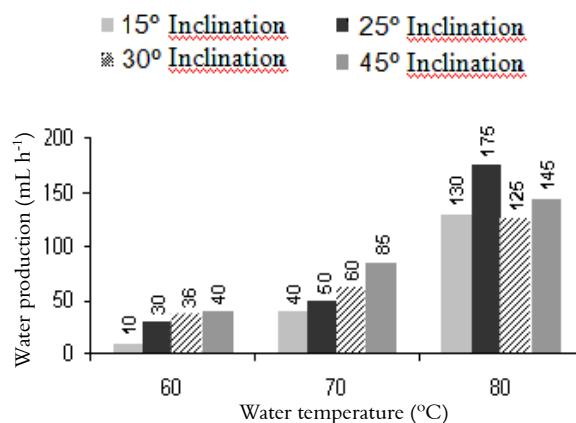 15º Inclination 25º Inclination
30º Inclination 45º Inclination
Water production (mL h-1)
200
150
100
50
0
10 30 36 40
40 50 60 85
130 175 125 145
60 70 80
Water temperature (ºC)